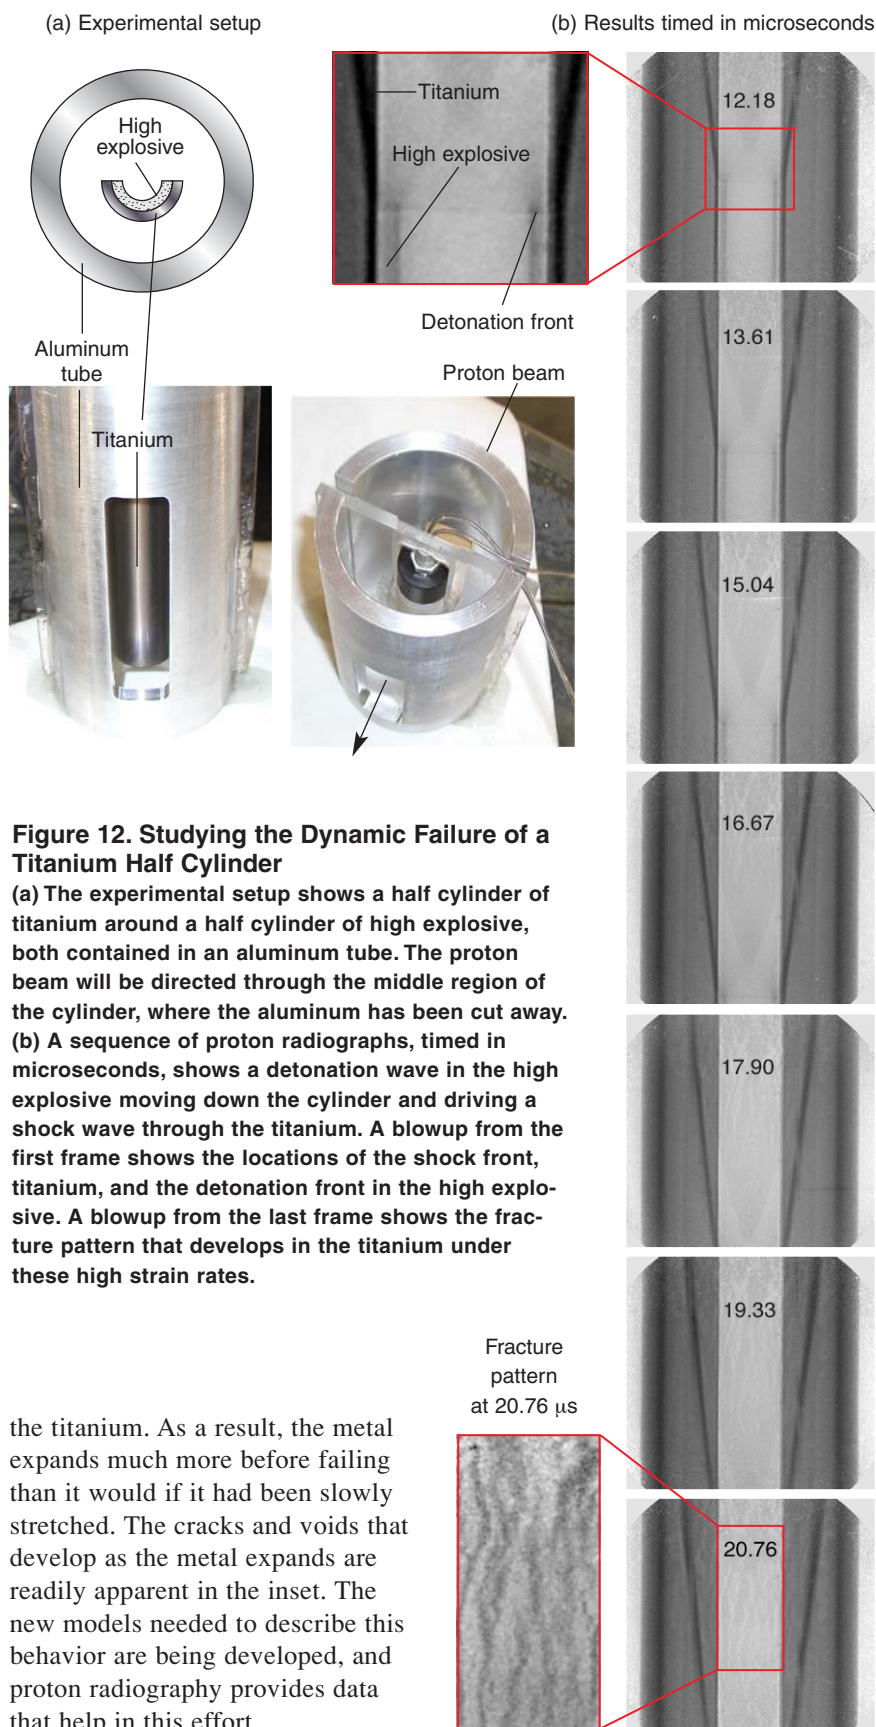 (a) Experimental setup
(b) Results timed in microseconds
High
explosive
Aluminum
tube
Titanium
Titanium
High explosive
Detonation front
Proton beam
12.18
13.61
15.04
16.67
17.90
19.33
20.76
Figure 12. Studying the Dynamic Failure of a
Titanium Half Cylinder
(a) The experimental setup shows a half cylinder of
titanium around a half cylinder of high explosive,
both contained in an aluminum tube. The proton
beam will be directed through the middle region of
the cylinder, where the aluminum has been cut away.
(b) A sequence of proton radiographs, timed in
microseconds, shows a detonation wave in the high
explosive moving down the cylinder and driving a
shock wave through the titanium. A blowup from the
first frame shows the locations of the shock front,
titanium, and the detonation front in the high explo-
sive. A blowup from the last frame shows the frac-
ture pattern that develops in the titanium under
these high strain rates.
Fracture
pattern
at 20.76 µs
the titanium. As a result, the metal
expands much more before failing
than it would if it had been slowly
stretched. The cracks and voids that
develop as the metal expands are
readily apparent in the inset. The
new models needed to describe this
behavior are being developed, and
proton radiography provides data
that help in this effort